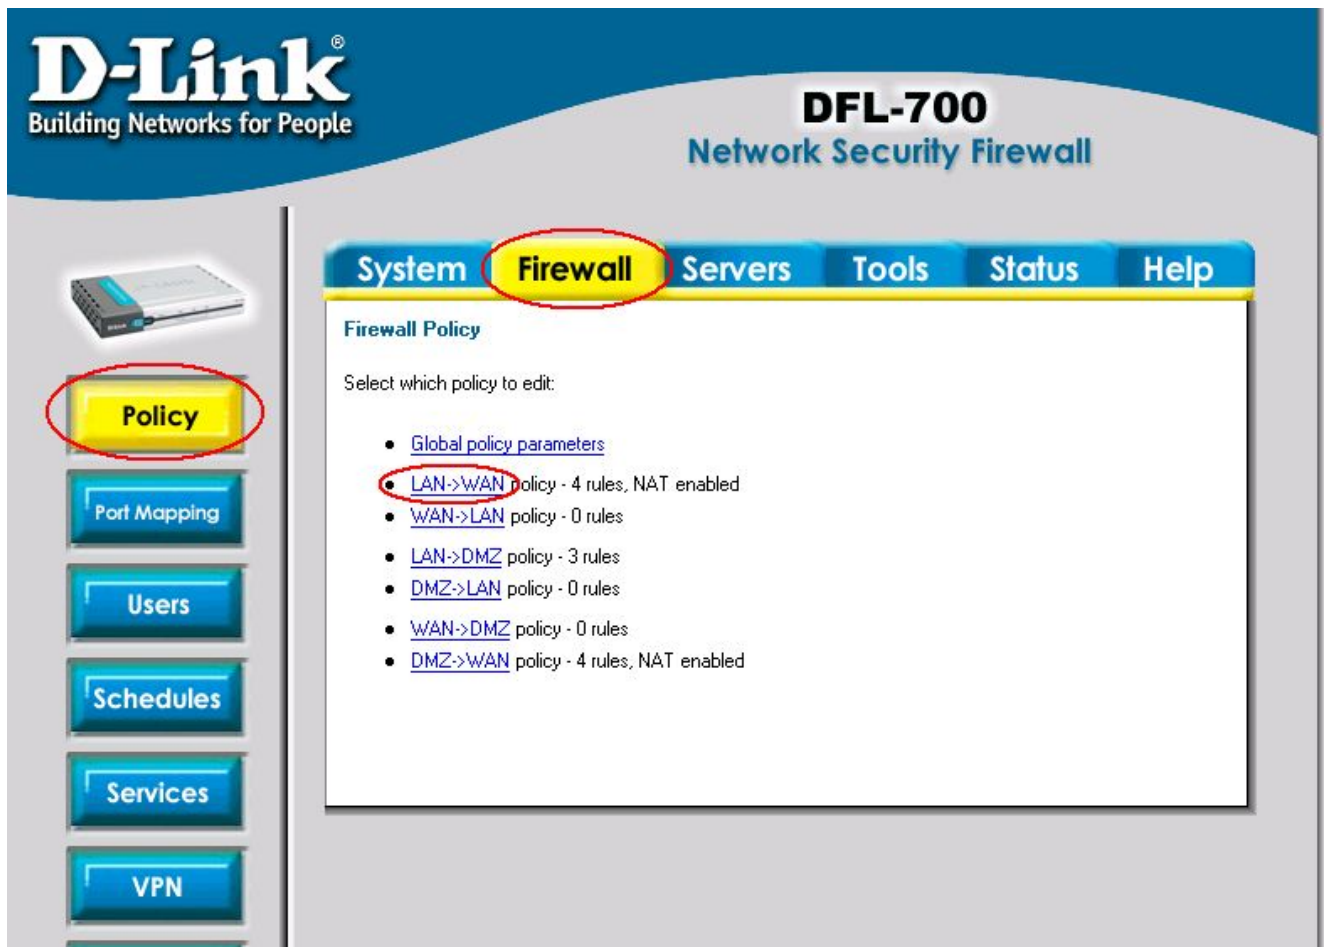 D-Link®
Building Networks for People
DFL-700
Network Security Firewall
System Firewall Servers Tools Status Help
Firewall Policy
Select which policy to edit:
Policy
Global policy parameters
LAN->WAN policy - 4 rules, NAT enabled
WAN->LAN policy - 0 rules
Port Mapping
LAN->DMZ policy - 3 rules
DMZ->LAN policy - 0 rules
Users
WAN->DMZ policy - 0 rules
DMZ->WAN policy - 4 rules, NAT enabled
Schedules
Services
VPN